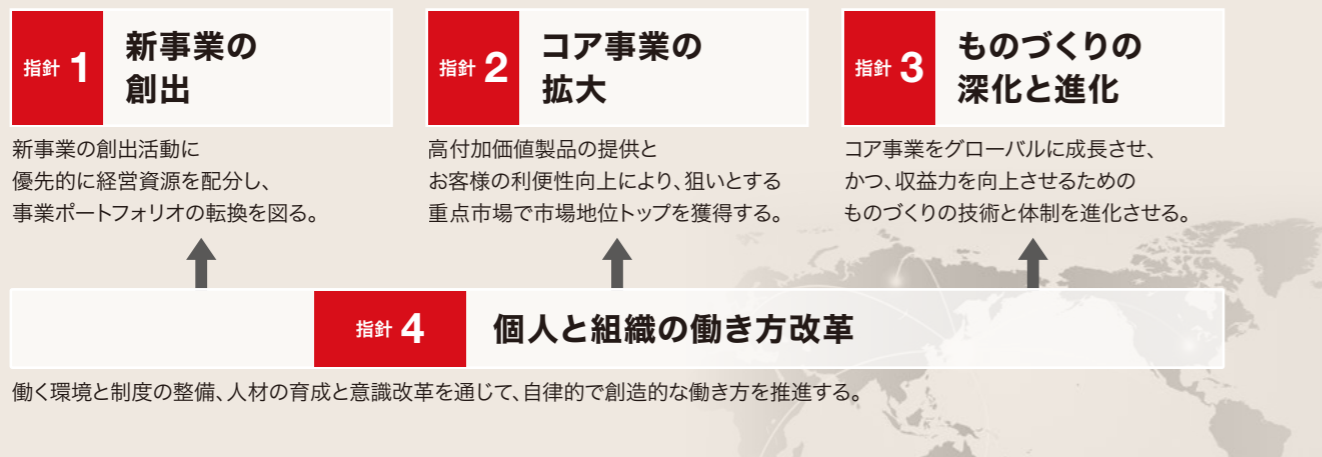 指針 1
新事業の
創出
新事業の創出活動に
優先的に経営資源を配分し、
事業ポートフォリオの転換を図る。
指針 2
コア事業の
拡大
高付加価値製品の提供と
お客様の利便性向上により、狙いとする
重点市場で市場地位トップを獲得する。
指針 3
ものづくりの
深化と進化
コア事業をグローバルに成長させ、
かつ、収益力を向上させるための
ものづくりの技術と体制を進化させる。
指針 4
個人と組織の働き方改革
働く環境と制度の整備、人材の育成と意識改革を通じて、自律的で創造的な働き方を推進する。